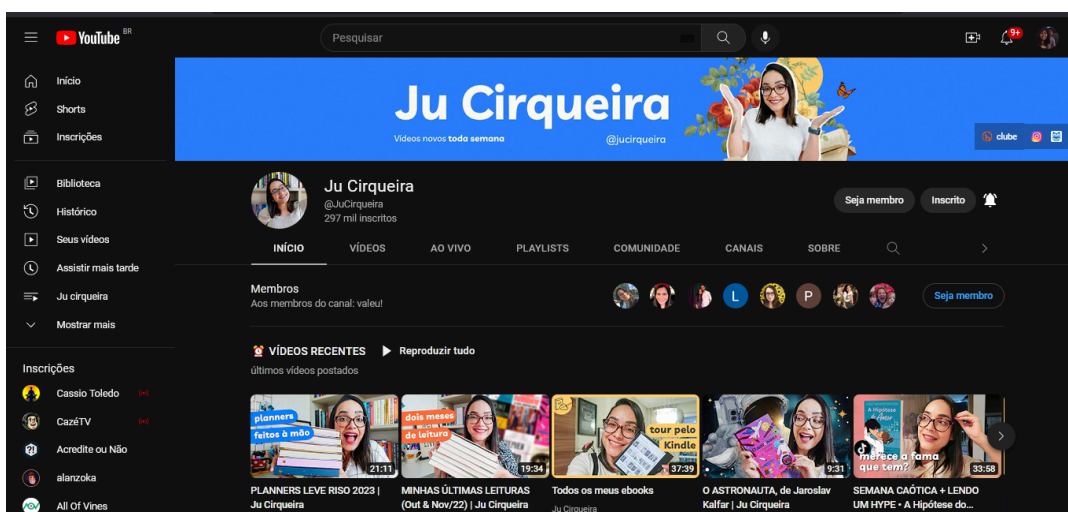 YouTube BR
Pesquisar
9+
Início
Shorts
Inscrições
Biblioteca
Histórico
Seus vídeos
Assistir mais tarde
Ju cirqueira
Mostrar mais
Inscrições
Cassio Toledo
CazéTV
Acredite ou Não
alanzoka
All Of Vines
Ju Cirqueira
Vídeos novos toda semana @jucirqueira
clube
Ju Cirqueira
@JuCirqueira
297 mil inscritos
Seja membro Inscrito
INÍCIO VÍDEOS AO VIVO PLAYLISTS COMUNIDADE CANAIS SOBRE
Membros
Aos membros do canal: valeu!
L P
Seja membro
VÍDEOS RECENTES Reproduzir tudo
últimos vídeos postados
planners
feitos à mão
21:11
PLANNERS LEVE RISO 2023 |
Ju Cirqueira
dois meses
de leitura
19:34
MINHAS ÚLTIMAS LEITURAS
(Out & Nov/22) | Ju Cirqueira
tour pelo
Kindle
37:39
Todos os meus ebooks
Ju Cirqueira
9:31
O ASTRONAUTA, de Jaroslav
Kalfar | Ju Cirqueira
A Hipótese
do Amor
merece a fama
que tem?
33:58
SEMANA CAÓTICA + LENDO
UM HYPE • A Hipótese do...